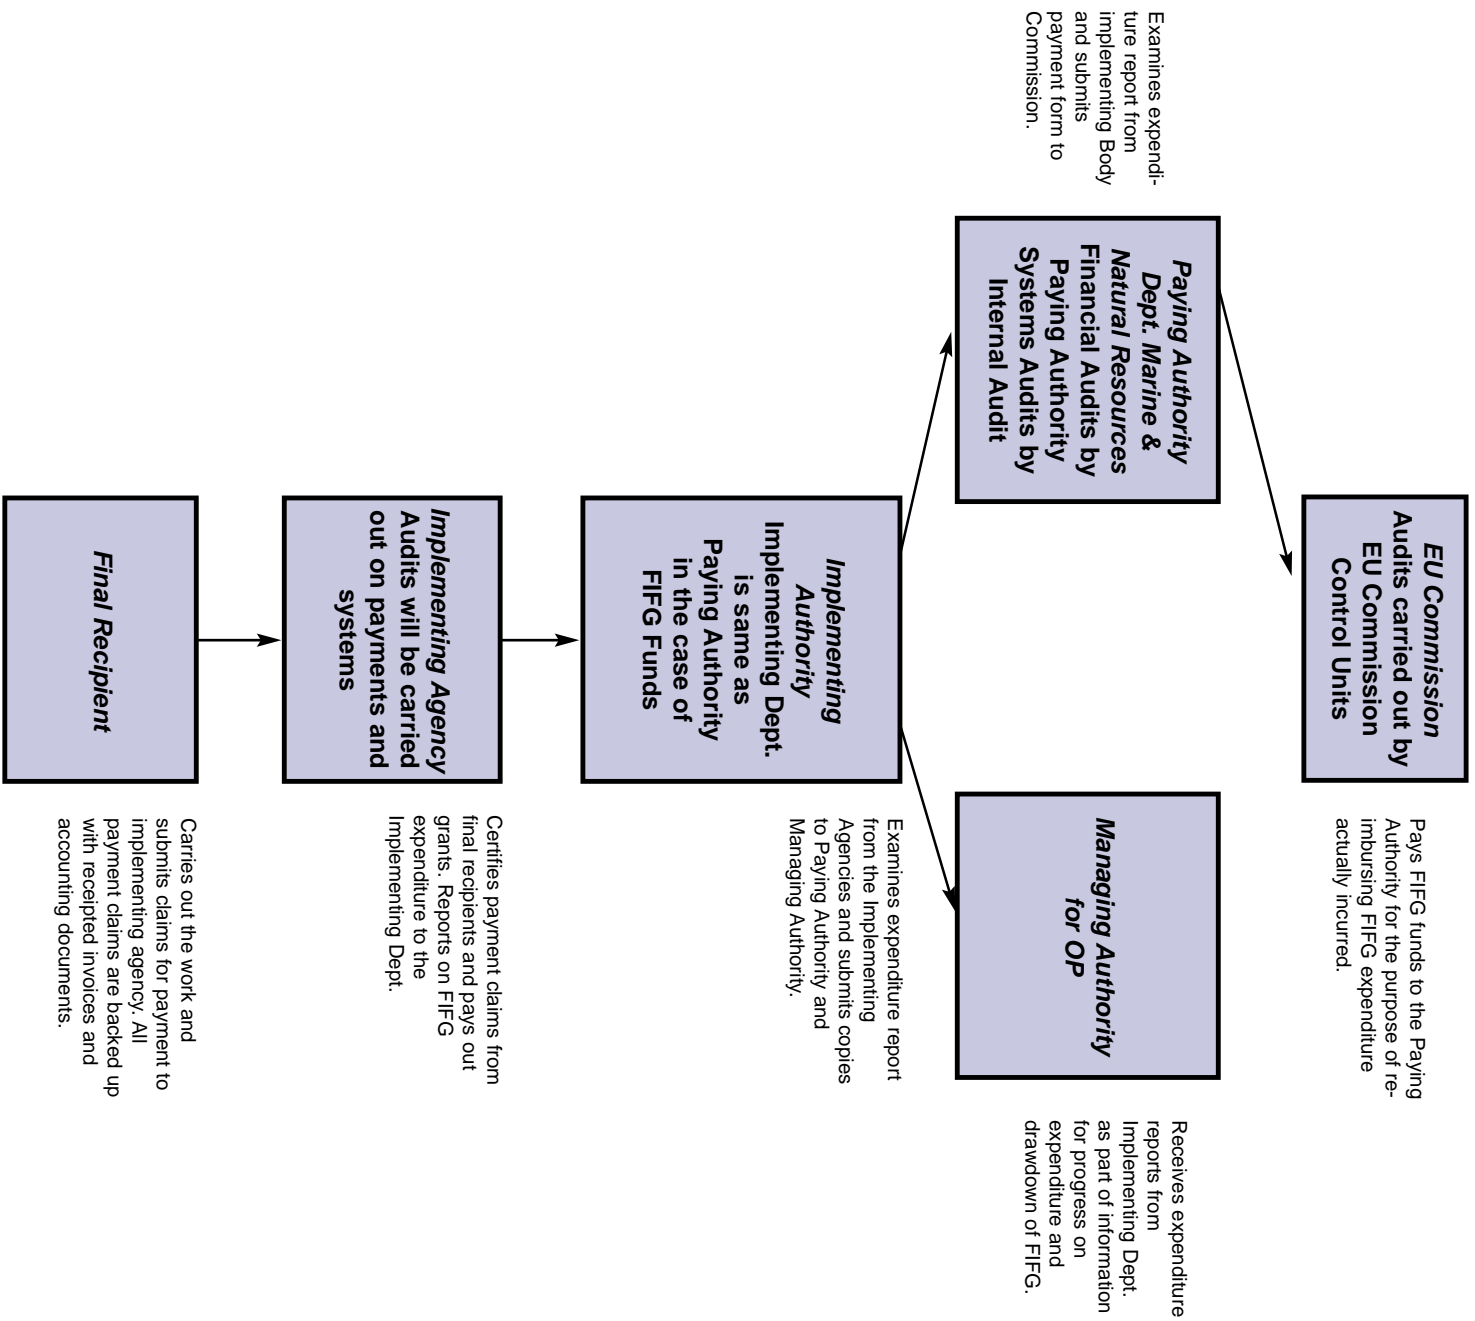 EU Commission
Audits carried out by
EU Commission
Control Units
Pays FIFG funds to the Paying
Authority for the purpose of re-
imbursing FIFG expenditure
actually incurred.
Examines expendi-
ture report from
implementing Body
and submits
payment form to
Commission.
Paying Authority
Dept. Marine &
Natural Resources
Financial Audits by
Paying Authority
Systems Audits by
Internal Audit
Managing Authority
for OP
Receives expenditure
reports from
Implementing Dept.
as part of information
for progress on
expenditure and
drawdown of FIFG.
Implementing
Authority
Implementing Dept.
is same as
Paying Authority
in the case of
FIFG Funds
Examines expenditure report
from the Implementing
Agencies and submits copies
to Paying Authority and
Managing Authority.
Implementing Agency
Audits will be carried
out on payments and
systems
Certifies payment claims from
final recipients and pays out
grants. Reports on FIFG
expenditure to the
Implementing Dept.
Final Recipient
Carries out the work and
submits claims for payment to
implementing agency. All
payment claims are backed up
with receipted invoices and
accounting documents.